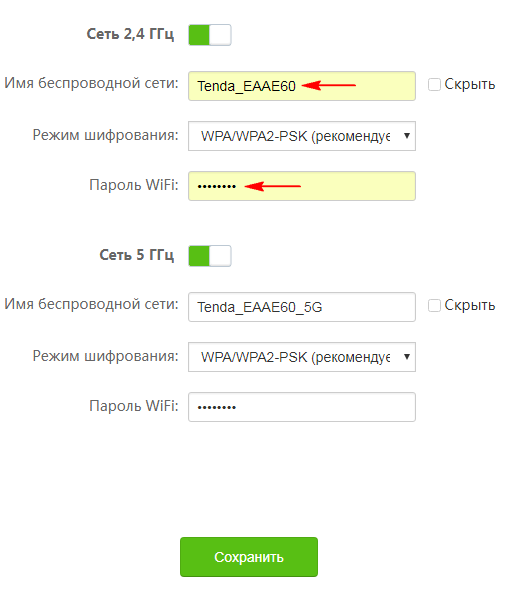 Сеть 2,4 ГГц
Имя беспроводной сети: Tenda_EAAE60 Скрыть
Режим шифрования: WPA/WPA2-PSK (рекомендуе
Пароль WiFi: ••••••••
Сеть 5 ГГц
Имя беспроводной сети: Tenda_EAAE60_5G Скрыть
Режим шифрования: WPA/WPA2-PSK (рекомендуе
Пароль WiFi: ••••••••
Сохранить